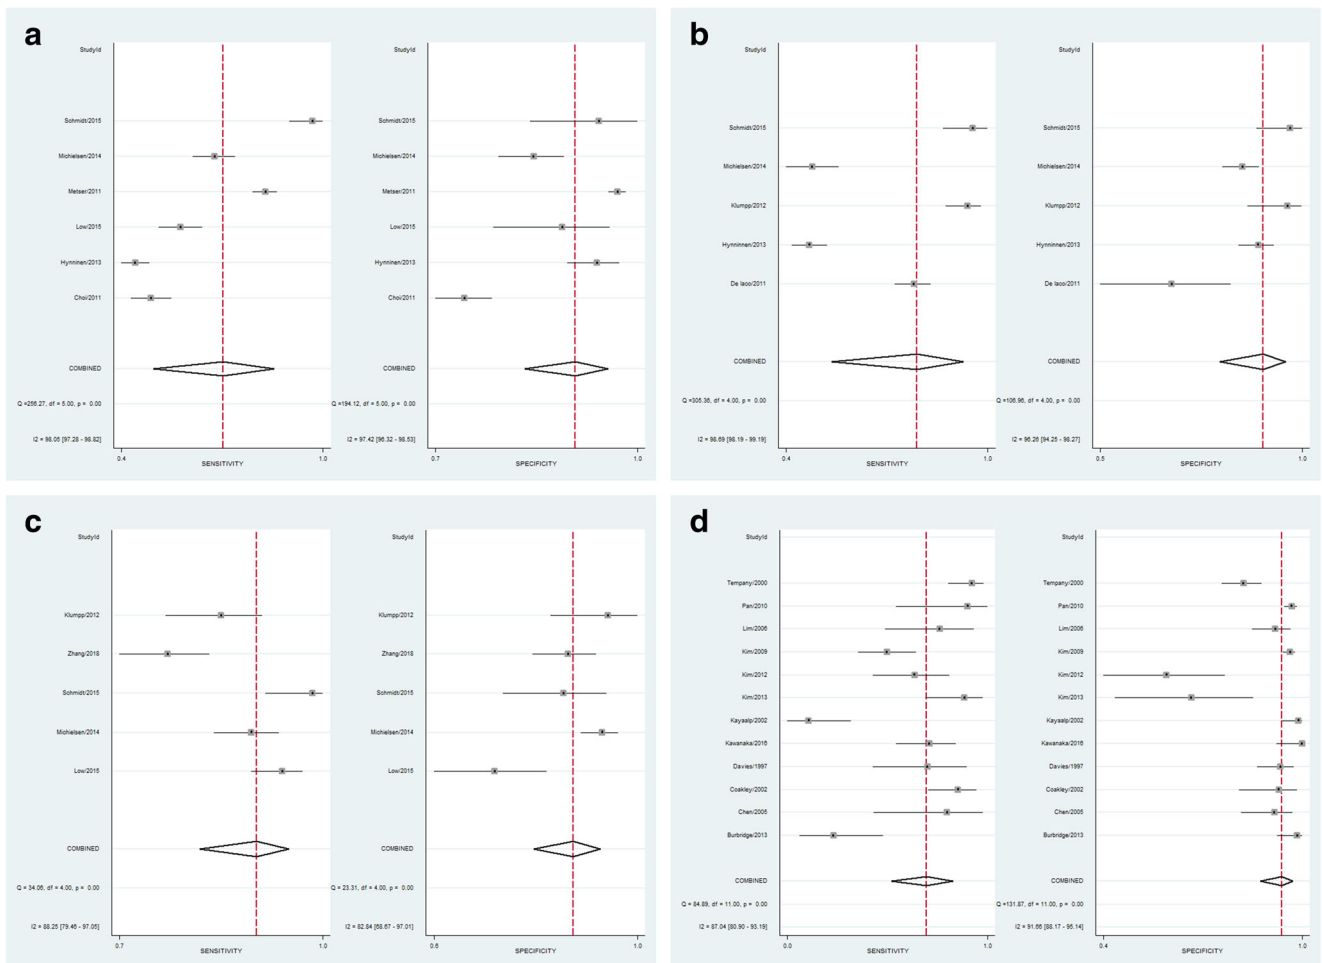 a
StudyId
Schmidt/2015
Michielsen/2014
Metser/2011
Low/2015
Hynninen/2013
Choi/2011
COMBINED
Q =256.27, df = 5.00, p = 0.00
I2 = 98.05 [97.28 - 98.82]
0.4 1.0
SENSITIVITY
StudyId
Schmidt/2015
Michielsen/2014
Metser/2011
Low/2015
Hynninen/2013
Choi/2011
COMBINED
Q =194.12, df = 5.00, p = 0.00
I2 = 97.42 [96.32 - 98.53]
0.7 1.0
SPECIFICITY
b
StudyId
Schmidt/2015
Michielsen/2014
Klumpp/2012
Hynninnen/2013
De Iaco/2011
COMBINED
Q =305.36, df = 4.00, p = 0.00
I2 = 98.69 [98.19 - 99.19]
0.4 1.0
SENSITIVITY
StudyId
Schmidt/2015
Michielsen/2014
Klumpp/2012
Hynninnen/2013
De Iaco/2011
COMBINED
Q =106.96, df = 4.00, p = 0.00
I2 = 96.26 [94.25 - 98.27]
0.5 1.0
SPECIFICITY
c
StudyId
Klumpp/2012
Zhang/2018
Schmidt/2015
Michielsen/2014
Low/2015
COMBINED
Q = 34.06, df = 4.00, p = 0.00
I2 = 88.25 [79.46 - 97.05]
0.7 1.0
SENSITIVITY
StudyId
Klumpp/2012
Zhang/2018
Schmidt/2015
Michielsen/2014
Low/2015
COMBINED
Q = 23.31, df = 4.00, p = 0.00
I2 = 82.84 [68.67 - 97.01]
0.6 1.0
SPECIFICITY
d
StudyId
Tempany/2000
Pan/2010
Lim/2006
Kim/2009
Kim/2012
Kim/2013
Kayaalp/2002
Kawanaka/2016
Davies/1997
Coakley/2002
Chen/2005
Burbridge/2013
COMBINED
Q = 84.89, df = 11.00, p = 0.00
I2 = 87.04 [80.90 - 93.19]
0.0 1.0
SENSITIVITY
StudyId
Tempany/2000
Pan/2010
Lim/2006
Kim/2009
Kim/2012
Kim/2013
Kayaalp/2002
Kawanaka/2016
Davies/1997
Coakley/2002
Chen/2005
Burbridge/2013
COMBINED
Q =131.87, df = 11.00, p = 0.00
I2 = 91.66 [88.17 - 95.14]
0.4 1.0
SPECIFICITY